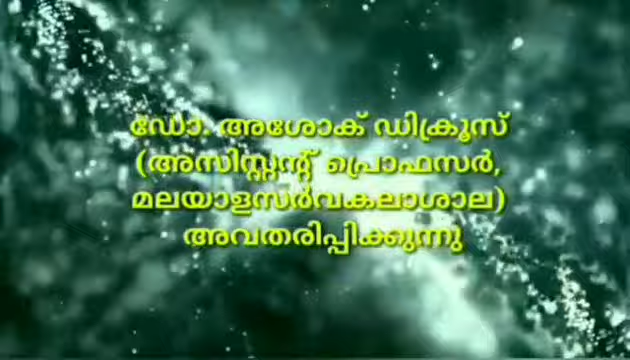 ഡോ. അശോക് ഡിക്രൂസ്
(അസിസ്റ്റന്റ് പ്രൊഫസർ,
മലയാളസർവകലാശാല)
അവതരിപ്പിക്കുന്നു